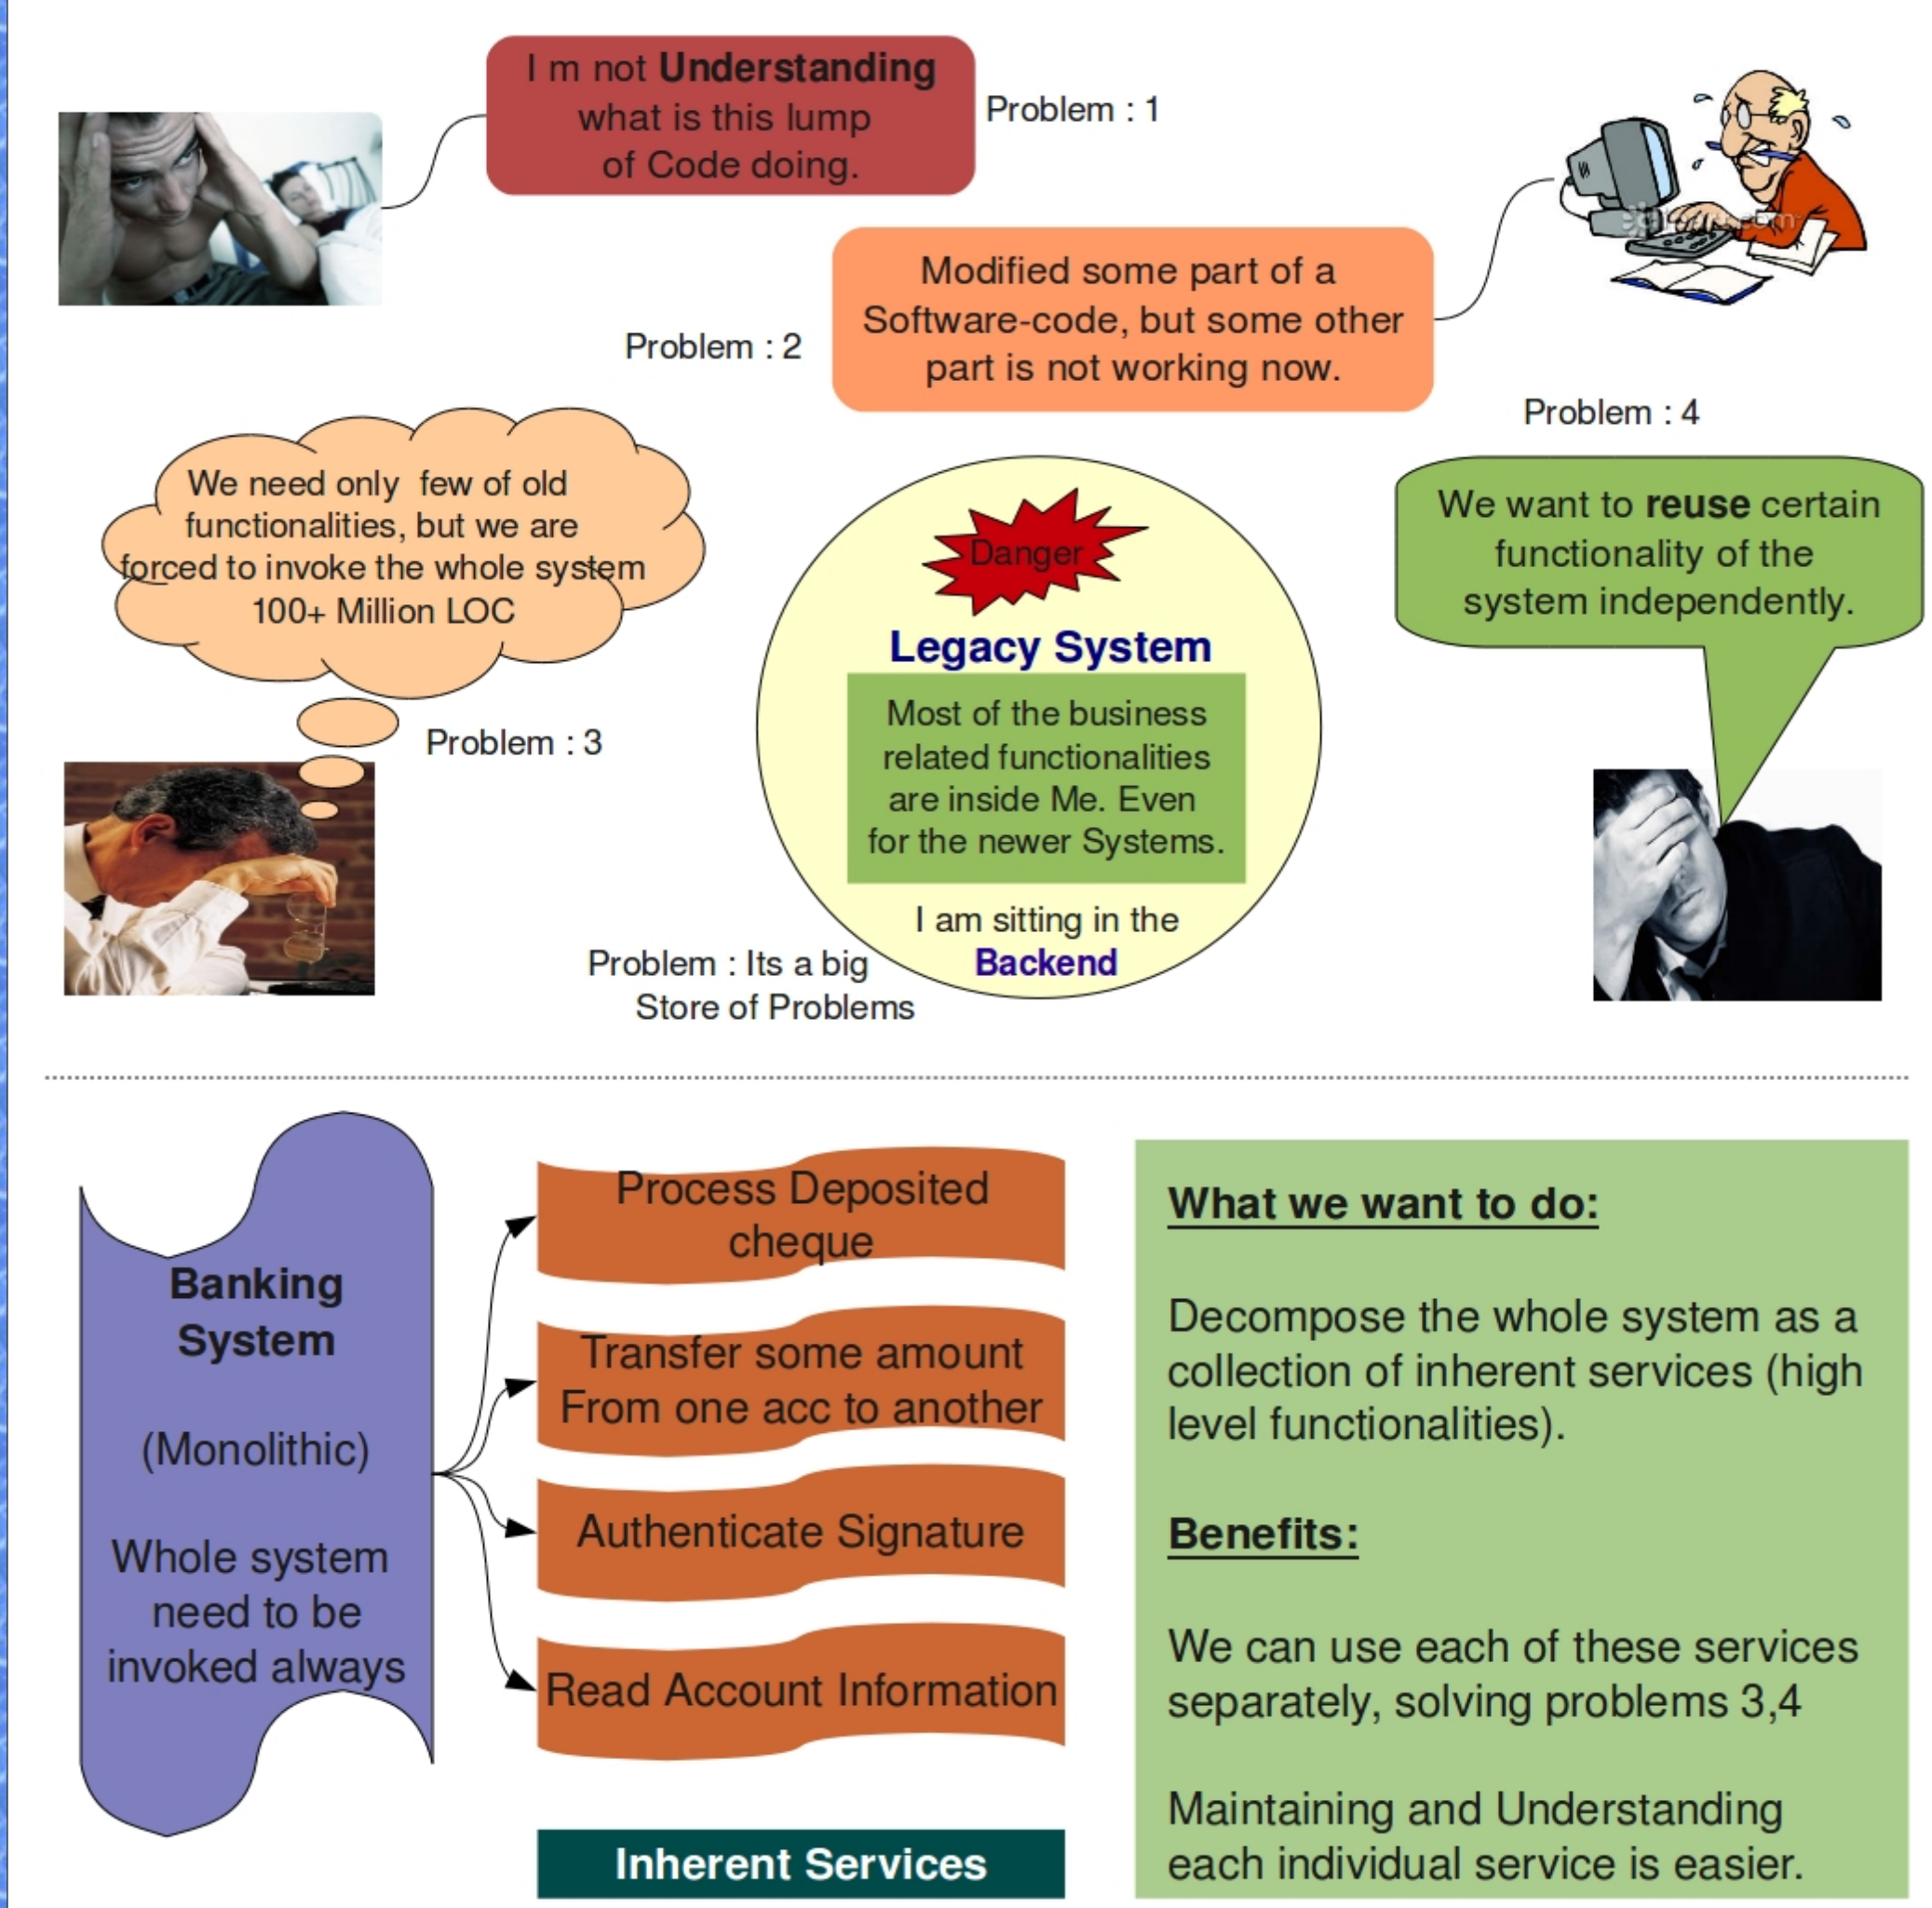 I m not Understanding
what is this lump
of Code doing.
Problem : 1
Modified some part of a
Software-code, but some other
part is not working now.
Problem : 2
Problem : 4
We need only few of old
functionalities, but we are
forced to invoke the whole system
100+ Million LOC
Problem : 3
Danger
Legacy System
Most of the business
related functionalities
are inside Me. Even
for the newer Systems.
I am sitting in the
Backend
We want to reuse certain
functionality of the
system independently.
Problem : Its a big
Store of Problems
Banking
System
(Monolithic)
Whole system
need to be
invoked always
Process Deposited
cheque
Transfer some amount
From one acc to another
Authenticate Signature
Read Account Information
Inherent Services
What we want to do:
Decompose the whole system as a
collection of inherent services (high
level functionalities).
Benefits:
We can use each of these services
separately, solving problems 3,4
Maintaining and Understanding
each individual service is easier.